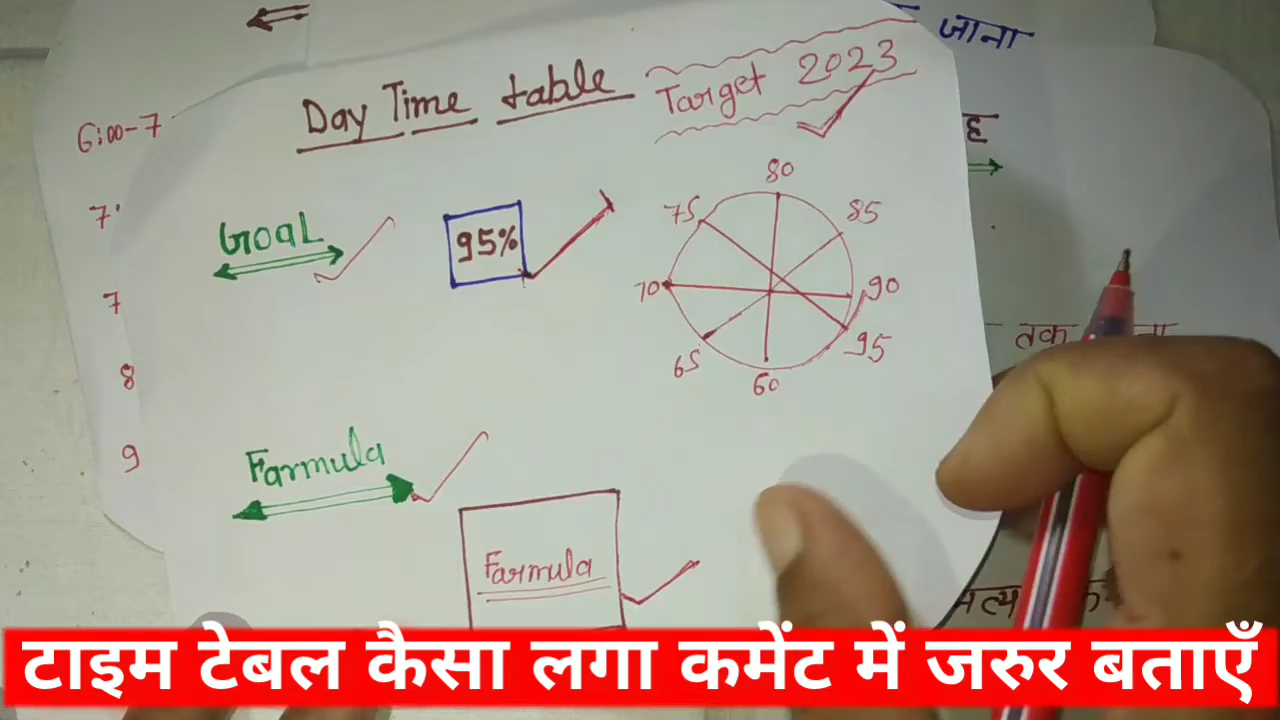 जाना
Day Time table
Target 2023
6:00-7
7'
7
8
9
GoaL
95%
80
85
90
95
60
65
70
75
Farmula
Farmula
तक
टाइम टेबल कैसा लगा कमेंट में जरुर बताएँ